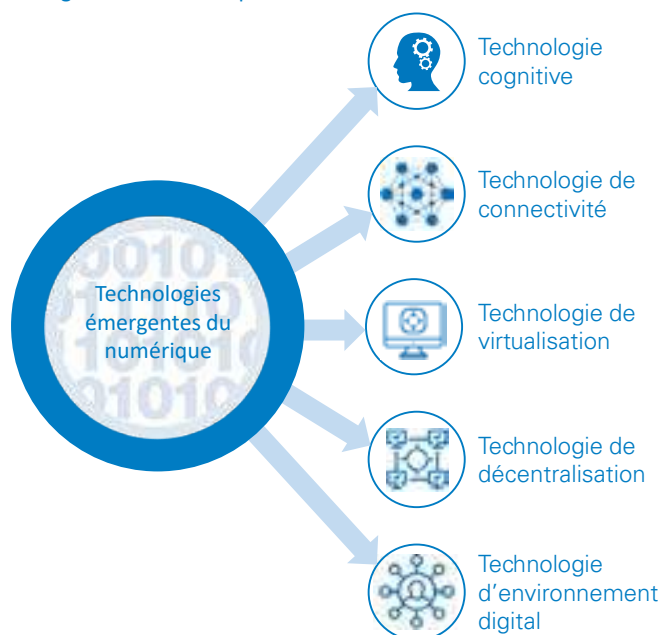 Technologie
cognitive
Technologie de
connectivité
Technologies
émergentes du
numérique
Technologie de
virtualisation
Technologie de
décentralisation
Technologie
d'environnement
digital